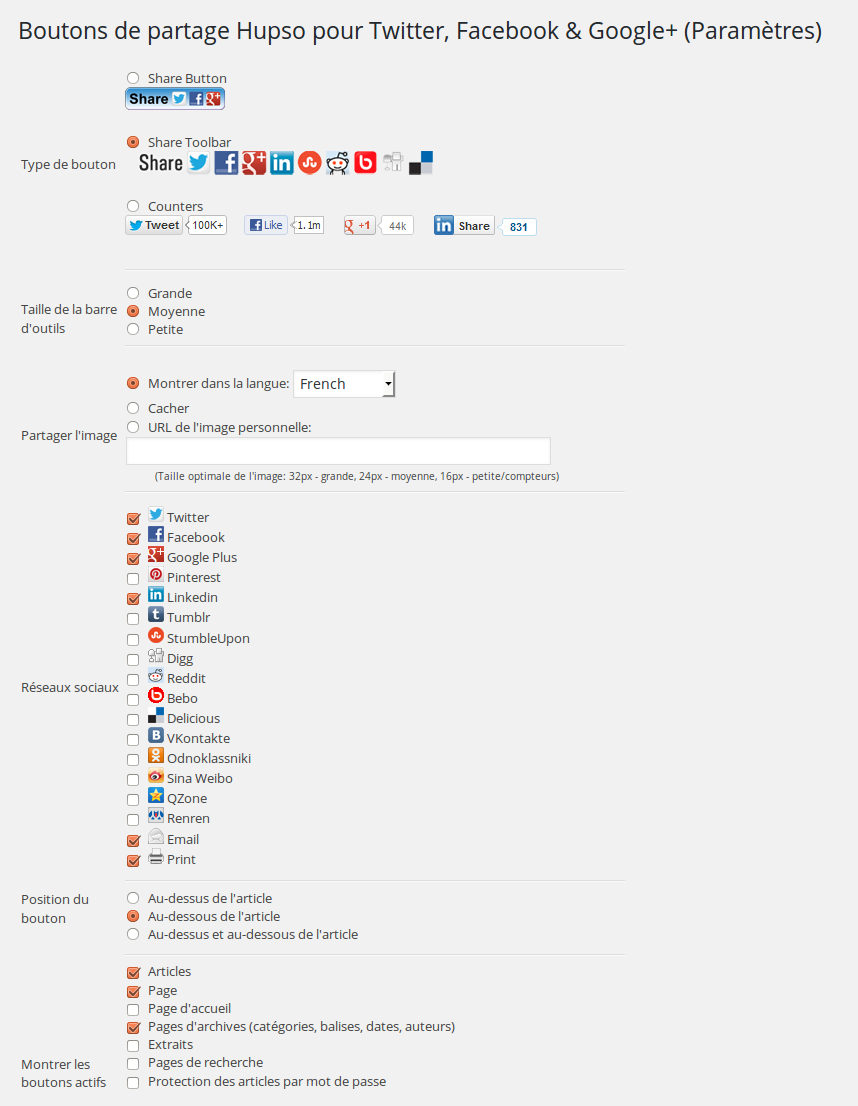 Boutons de partage Hupso pour Twitter, Facebook & Google+ (Paramètres)
Type de bouton
Share Button
Share
Share Toolbar
Share
Counters
Tweet 100K+ Like 1.1m +1 44k Share 831
Taille de la barre
d'outils
Grande
Moyenne
Petite
Partager l'image
Montrer dans la langue: French
Cacher
URL de l'image personnelle:
(Taille optimale de l'image: 32px - grande, 24px - moyenne, 16px - petite/compteurs)
Réseaux sociaux
Twitter
Facebook
Google Plus
Pinterest
Linkedin
Tumblr
StumbleUpon
Digg
Reddit
Bebo
Delicious
VKontakte
Odnoklassniki
Sina Weibo
QZone
Renren
Email
Print
Position du
bouton
Au-dessus de l'article
Au-dessous de l'article
Au-dessus et au-dessous de l'article
Montrer les
boutons actifs
Articles
Page
Page d'accueil
Pages d'archives (catégories, balises, dates, auteurs)
Extraits
Pages de recherche
Protection des articles par mot de passe